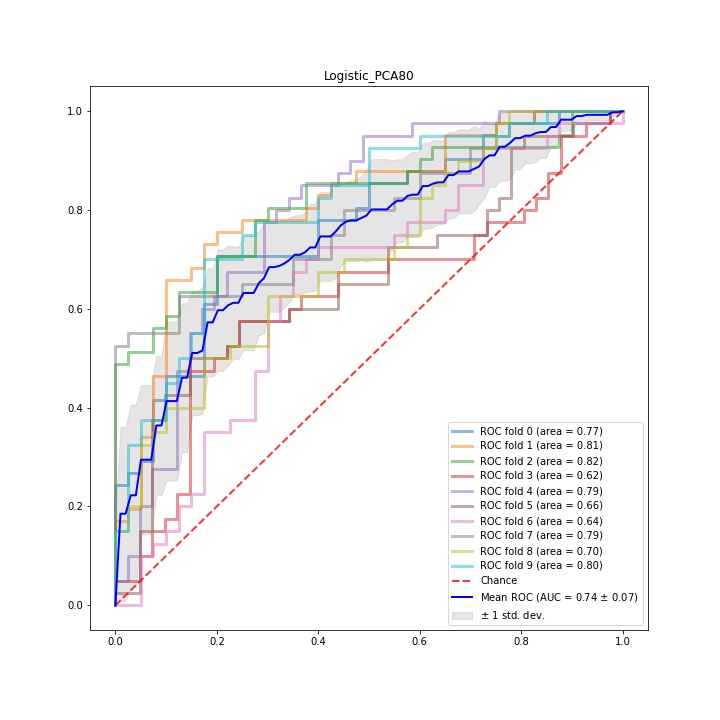 Logistic_PCA80
1.0
0.8
0.6
0.4
0.2
0.0
ROC fold 0 (area = 0.77)
ROC fold 1 (area = 0.81)
ROC fold 2 (area = 0.82)
ROC fold 3 (area = 0.62)
ROC fold 4 (area = 0.79)
ROC fold 5 (area = 0.66)
ROC fold 6 (area = 0.64)
ROC fold 7 (area = 0.79)
ROC fold 8 (area = 0.70)
ROC fold 9 (area = 0.80)
Chance
Mean ROC (AUC = 0.74 ± 0.07)
± 1 std. dev.
0.0 0.2 0.4 0.6 0.8 1.0